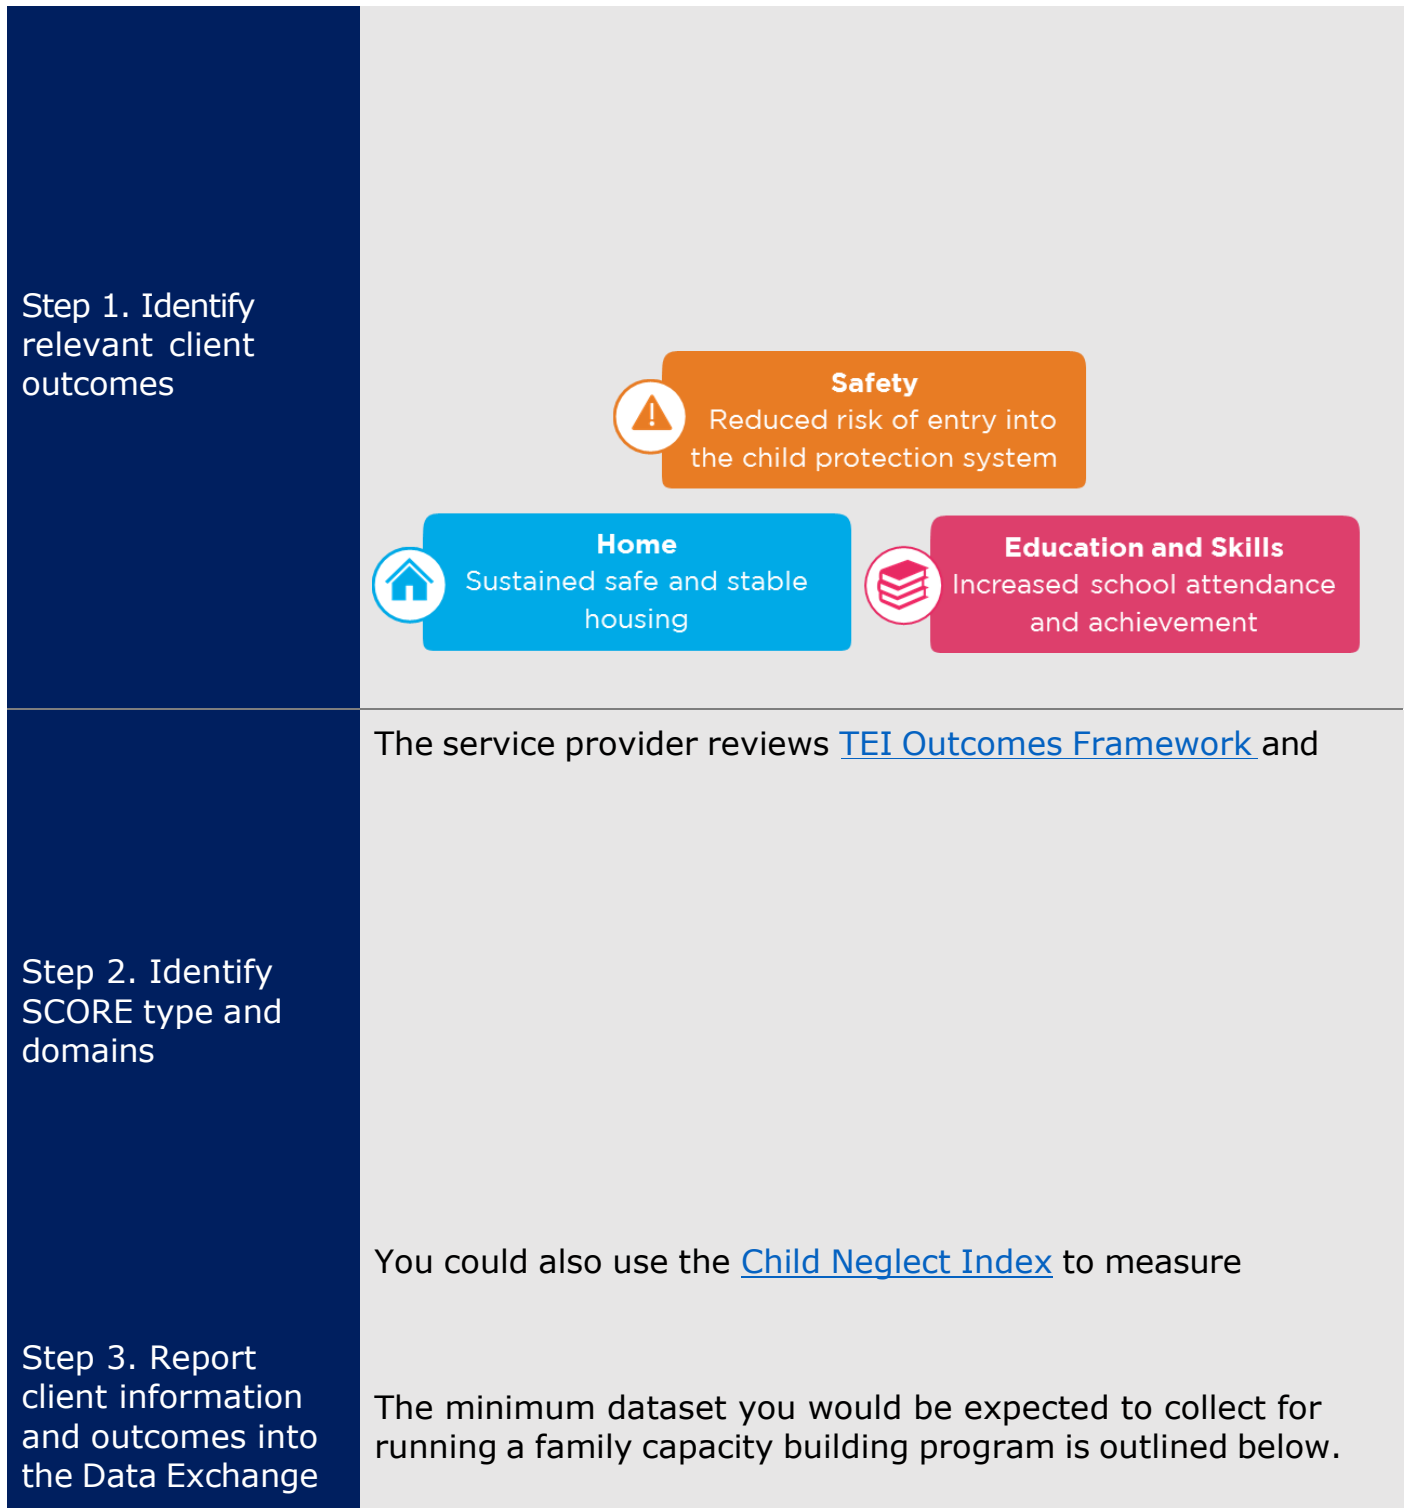 Step 1. Identify
relevant client
outcomes
Safety
Reduced risk of entry into
the child protection system
Home
Sustained safe and stable
housing
Education and Skills
Increased school attendance
and achievement
The service provider reviews TEI Outcomes Framework and
Step 2. Identify
SCORE type and
domains
You could also use the Child Neglect Index to measure
Step 3. Report
client information
and outcomes into
the Data Exchange
The minimum dataset you would be expected to collect for
running a family capacity building program is outlined below.